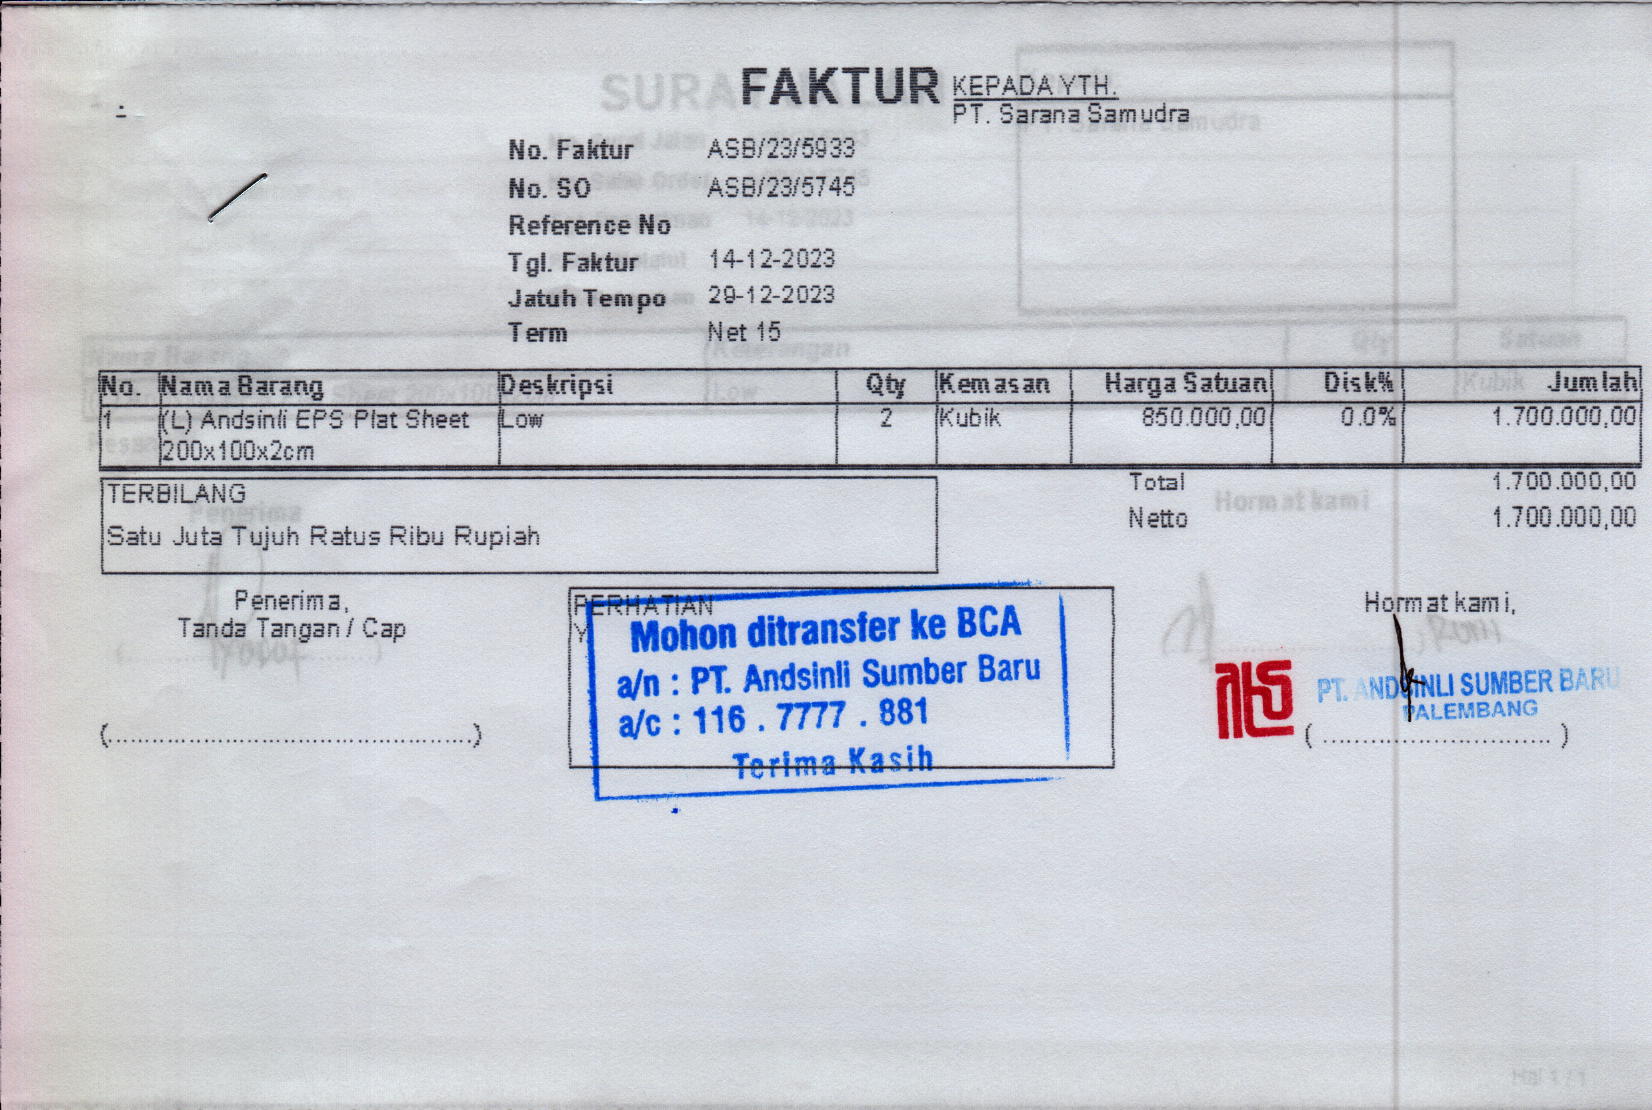 FAKTUR
KEPADA YTH.
PT. Sarana Samudra
No. Faktur ASB/23/5933
No. SO ASB/23/5745
Reference No
Tgl. Faktur 14-12-2023
Jatuh Tempo 29-12-2023
Term Net 15
No. Nama Barang Deskripsi Qty Kemasan Harga Satuan Disk% Jumlah
1 (L) Andsinli EPS Plat Sheet Low 2 Kubik 850.000,00 0.0% 1.700.000,00
200x100x2cm
Total 1.700.000,00
Netto 1.700.000,00
TERBILANG
Satu Juta Tujuh Ratus Ribu Rupiah
Penerima,
Tanda Tangan / Cap
(................................................)
PERHATIAN
Mohon ditransfer ke BCA
a/n : PT. Andsinli Sumber Baru
a/c : 116 . 7777 . 881
Terima Kasih
Hormat kami,
PT. ANDSINLI SUMBER BARU
PALEMBANG
( .............................. )